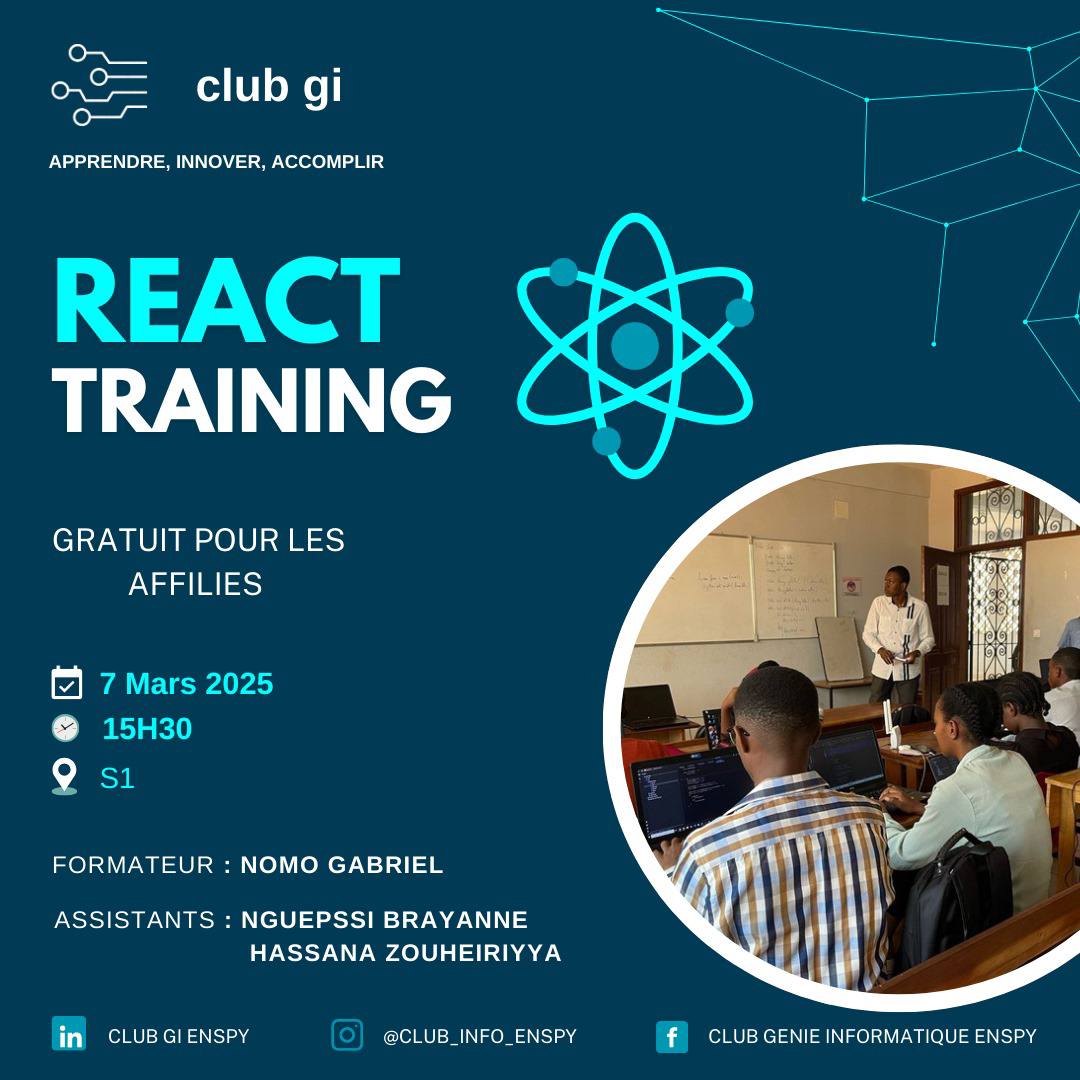 club gi
APPRENDRE, INNOVER, ACCOMPLIR
REACT
TRAINING
GRATUIT POUR LES
AFFILIES
7 Mars 2025
15H30
S1
FORMATEUR : NOMO GABRIEL
ASSISTANTS : NGUEPSSI BRAYANNE
HASSANA ZOUHEIRIYYA
in CLUB GI ENSPY
@CLUB_INFO_ENSPY
f CLUB GENIE INFORMATIQUE ENSPY